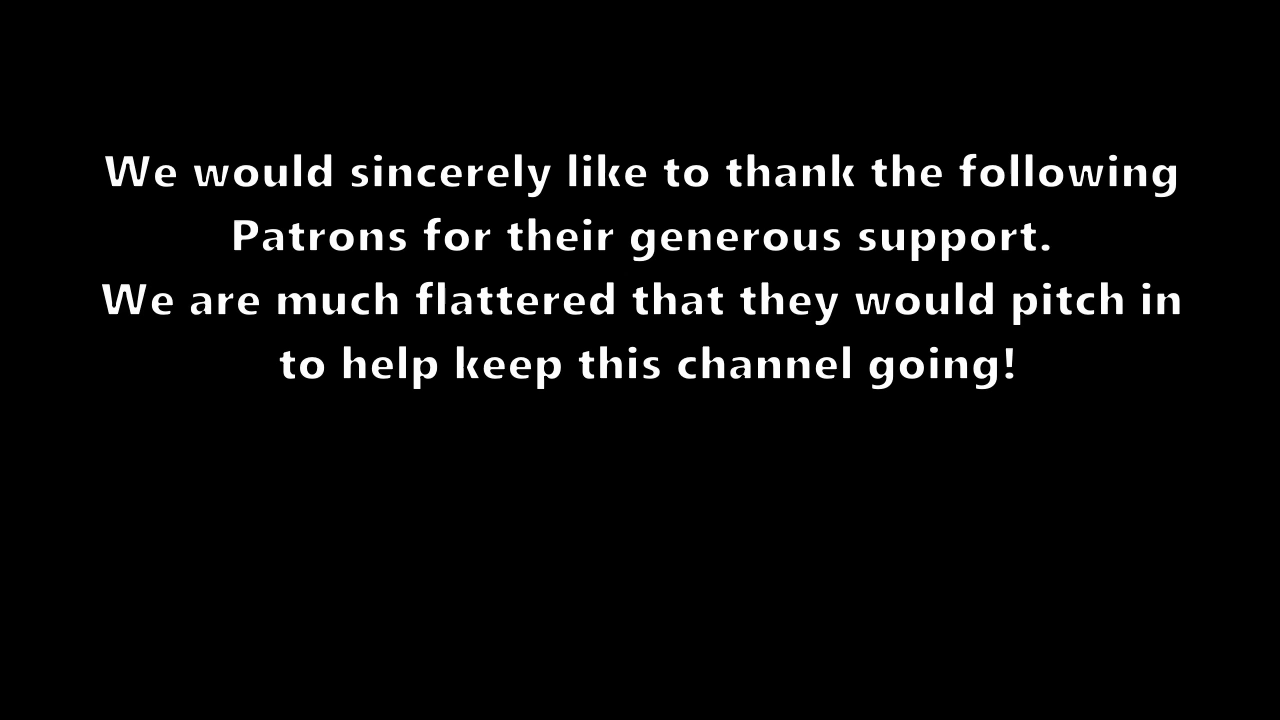 We would sincerely like to thank the following
Patrons for their generous support.
We are much flattered that they would pitch in
to help keep this channel going!